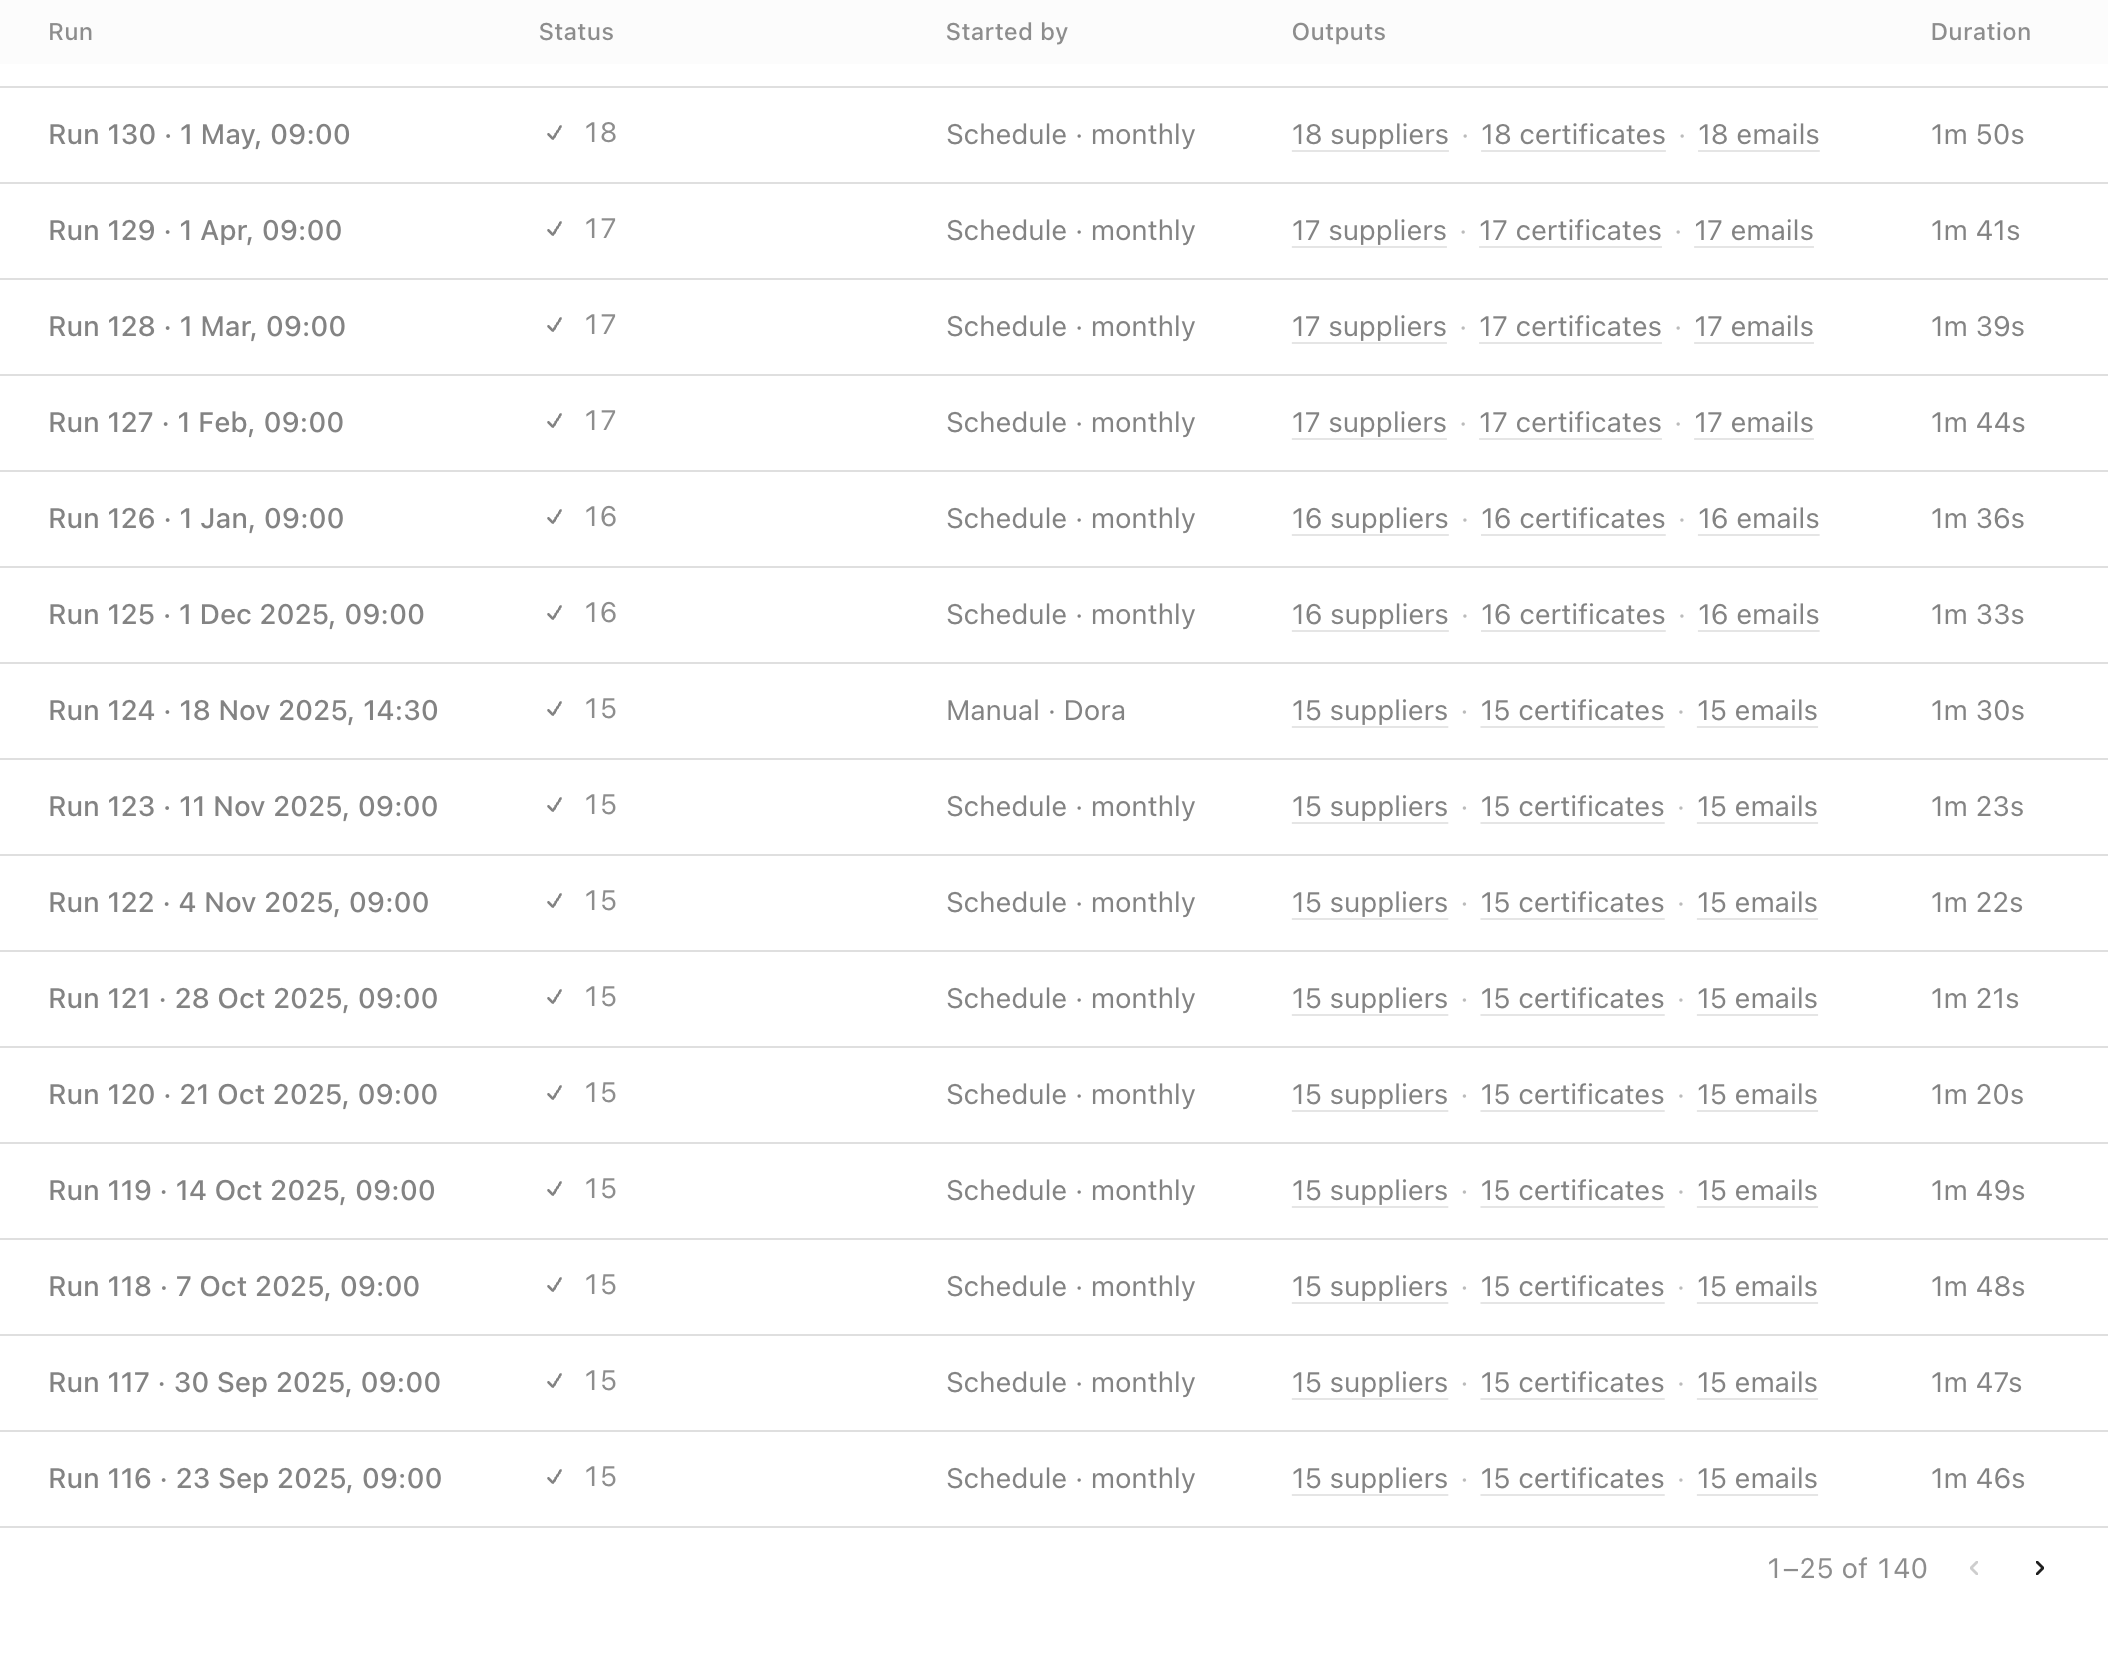 Run Status Started by Outputs Duration
Run 130 · 1 May, 09:00 ✓ 18 Schedule · monthly 18 suppliers · 18 certificates · 18 emails 1m 50s
Run 129 · 1 Apr, 09:00 ✓ 17 Schedule · monthly 17 suppliers · 17 certificates · 17 emails 1m 41s
Run 128 · 1 Mar, 09:00 ✓ 17 Schedule · monthly 17 suppliers · 17 certificates · 17 emails 1m 39s
Run 127 · 1 Feb, 09:00 ✓ 17 Schedule · monthly 17 suppliers · 17 certificates · 17 emails 1m 44s
Run 126 · 1 Jan, 09:00 ✓ 16 Schedule · monthly 16 suppliers · 16 certificates · 16 emails 1m 36s
Run 125 · 1 Dec 2025, 09:00 ✓ 16 Schedule · monthly 16 suppliers · 16 certificates · 16 emails 1m 33s
Run 124 · 18 Nov 2025, 14:30 ✓ 15 Manual · Dora 15 suppliers · 15 certificates · 15 emails 1m 30s
Run 123 · 11 Nov 2025, 09:00 ✓ 15 Schedule · monthly 15 suppliers · 15 certificates · 15 emails 1m 23s
Run 122 · 4 Nov 2025, 09:00 ✓ 15 Schedule · monthly 15 suppliers · 15 certificates · 15 emails 1m 22s
Run 121 · 28 Oct 2025, 09:00 ✓ 15 Schedule · monthly 15 suppliers · 15 certificates · 15 emails 1m 21s
Run 120 · 21 Oct 2025, 09:00 ✓ 15 Schedule · monthly 15 suppliers · 15 certificates · 15 emails 1m 20s
Run 119 · 14 Oct 2025, 09:00 ✓ 15 Schedule · monthly 15 suppliers · 15 certificates · 15 emails 1m 49s
Run 118 · 7 Oct 2025, 09:00 ✓ 15 Schedule · monthly 15 suppliers · 15 certificates · 15 emails 1m 48s
Run 117 · 30 Sep 2025, 09:00 ✓ 15 Schedule · monthly 15 suppliers · 15 certificates · 15 emails 1m 47s
Run 116 · 23 Sep 2025, 09:00 ✓ 15 Schedule · monthly 15 suppliers · 15 certificates · 15 emails 1m 46s
1–25 of 140 ‹ ›